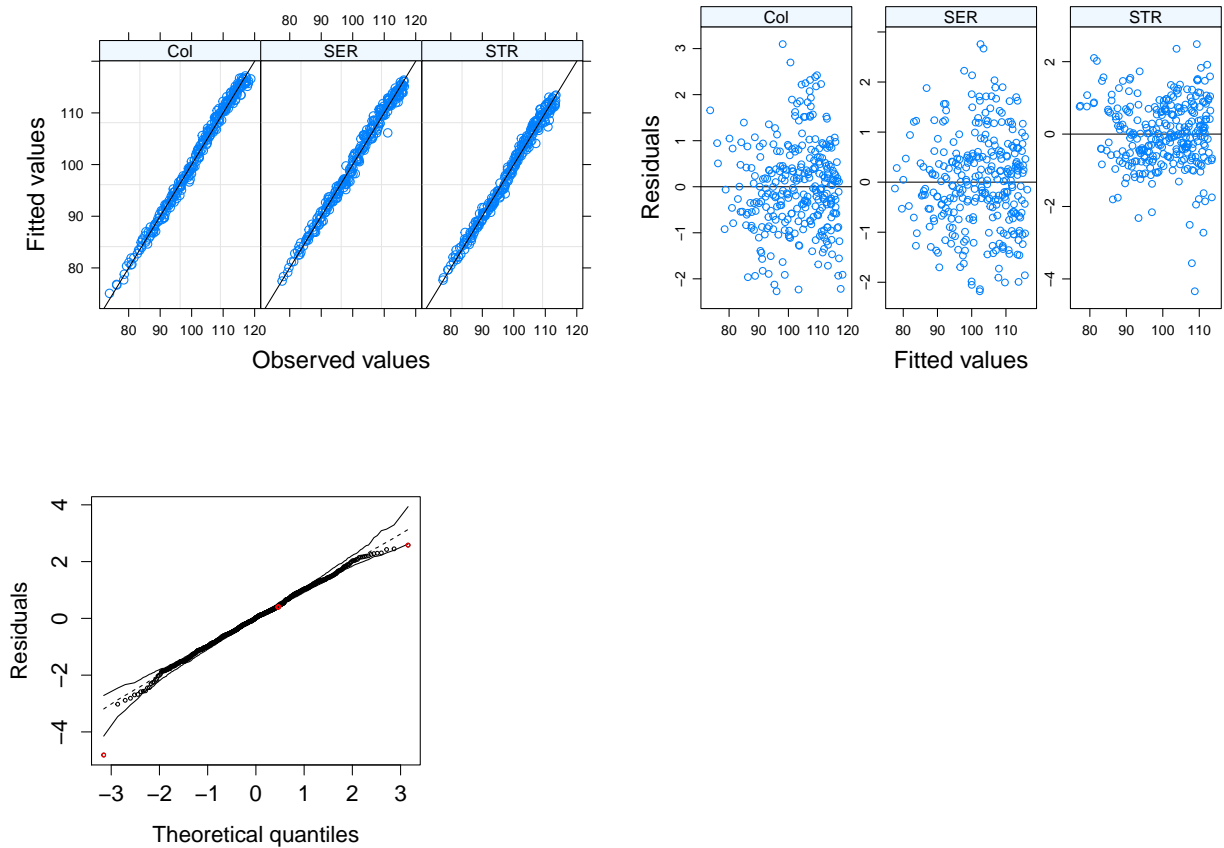 80 90 100 110 120
Col SER STR
80 90 100 110
Fitted values
80 90 100 110 120 80 90 100 110 120
Observed values
Col SER STR
−2 −1 0 1 2 3
−2 −1 0 1 2 3
−4 −2 0 2
Residuals
80 90 100 110 120 80 90 100 110 80 90 100 110
Fitted values
−4 −2 0 2 4
Residuals
−3 −2 −1 0 1 2 3
Theoretical quantiles